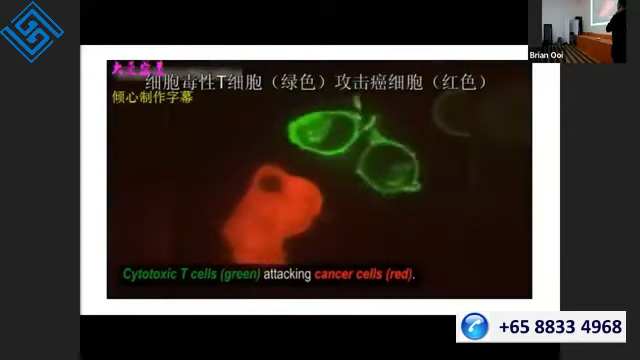 细胞毒性T细胞（绿色）攻击癌细胞（红色）
倾心制作字幕
Cytotoxic T cells (green) attacking cancer cells (red).
Brian Ooi
+65 8833 4968